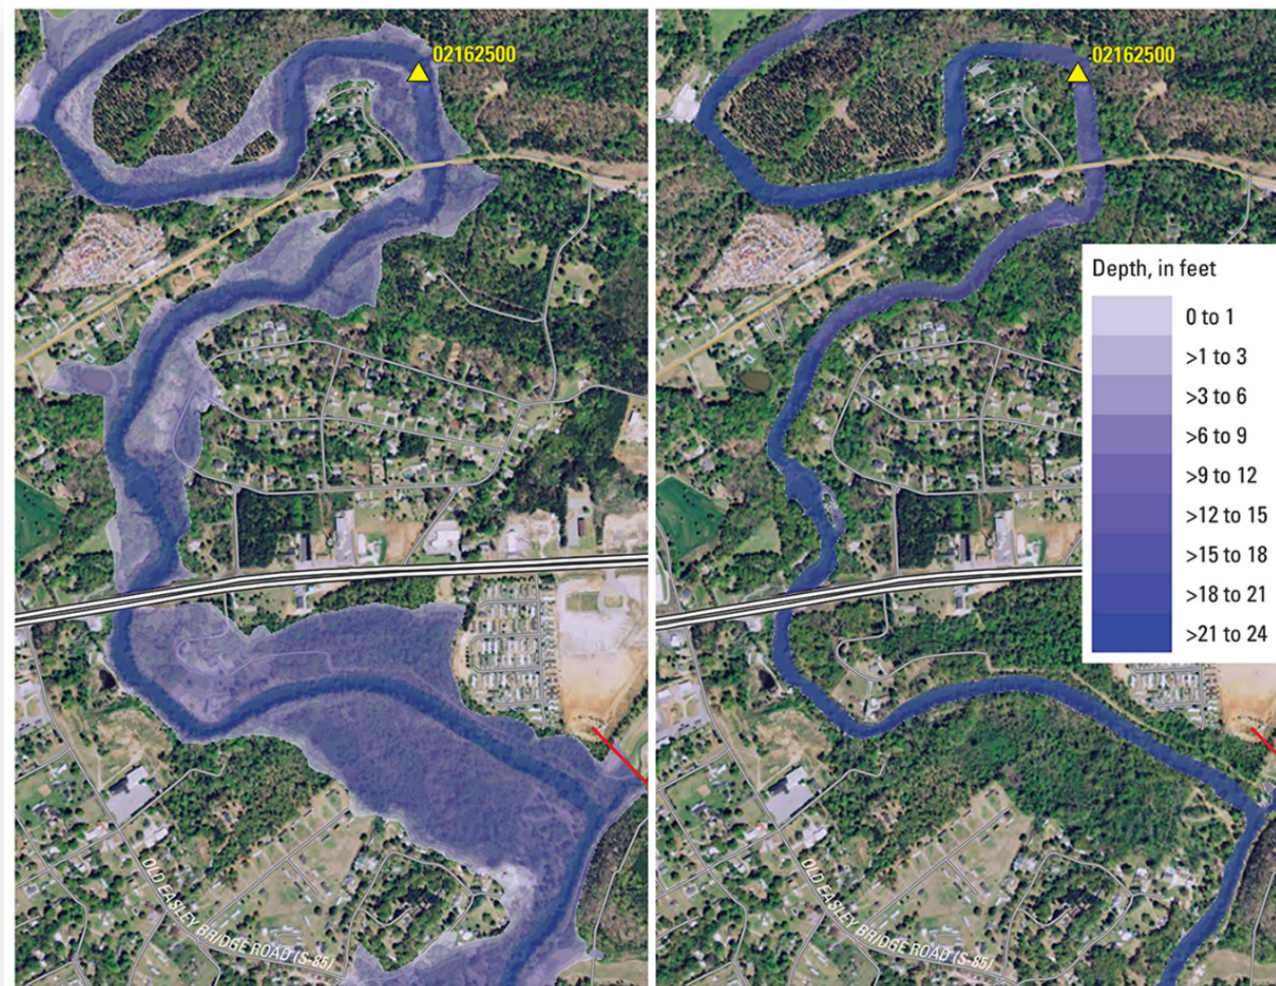 02162500
02162500
Depth, in feet
0 to 1
>1 to 3
>3 to 6
>6 to 9
>9 to 12
>12 to 15
>15 to 18
>18 to 21
>21 to 24
OLD EASLEY BRIDGE ROAD (S-85)
OLD EASLEY BRIDGE ROAD (S-85)